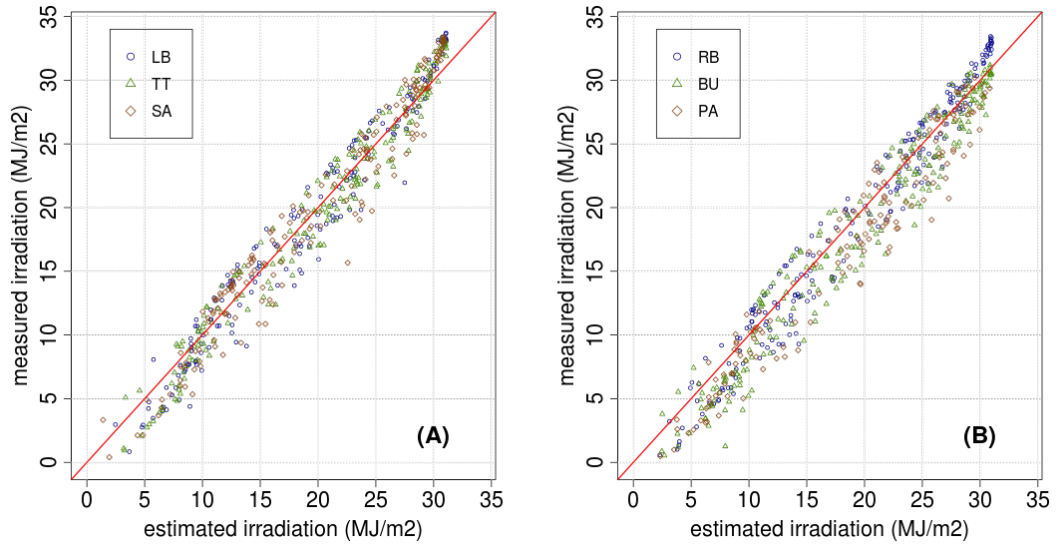 35
30
25
20
15
10
5
0
measured irradiation (MJ/m2)
LB
TT
SA
(A)
0 5 10 15 20 25 30 35
estimated irradiation (MJ/m2)
35
30
25
20
15
10
5
0
measured irradiation (MJ/m2)
RB
BU
PA
(B)
0 5 10 15 20 25 30 35
estimated irradiation (MJ/m2)